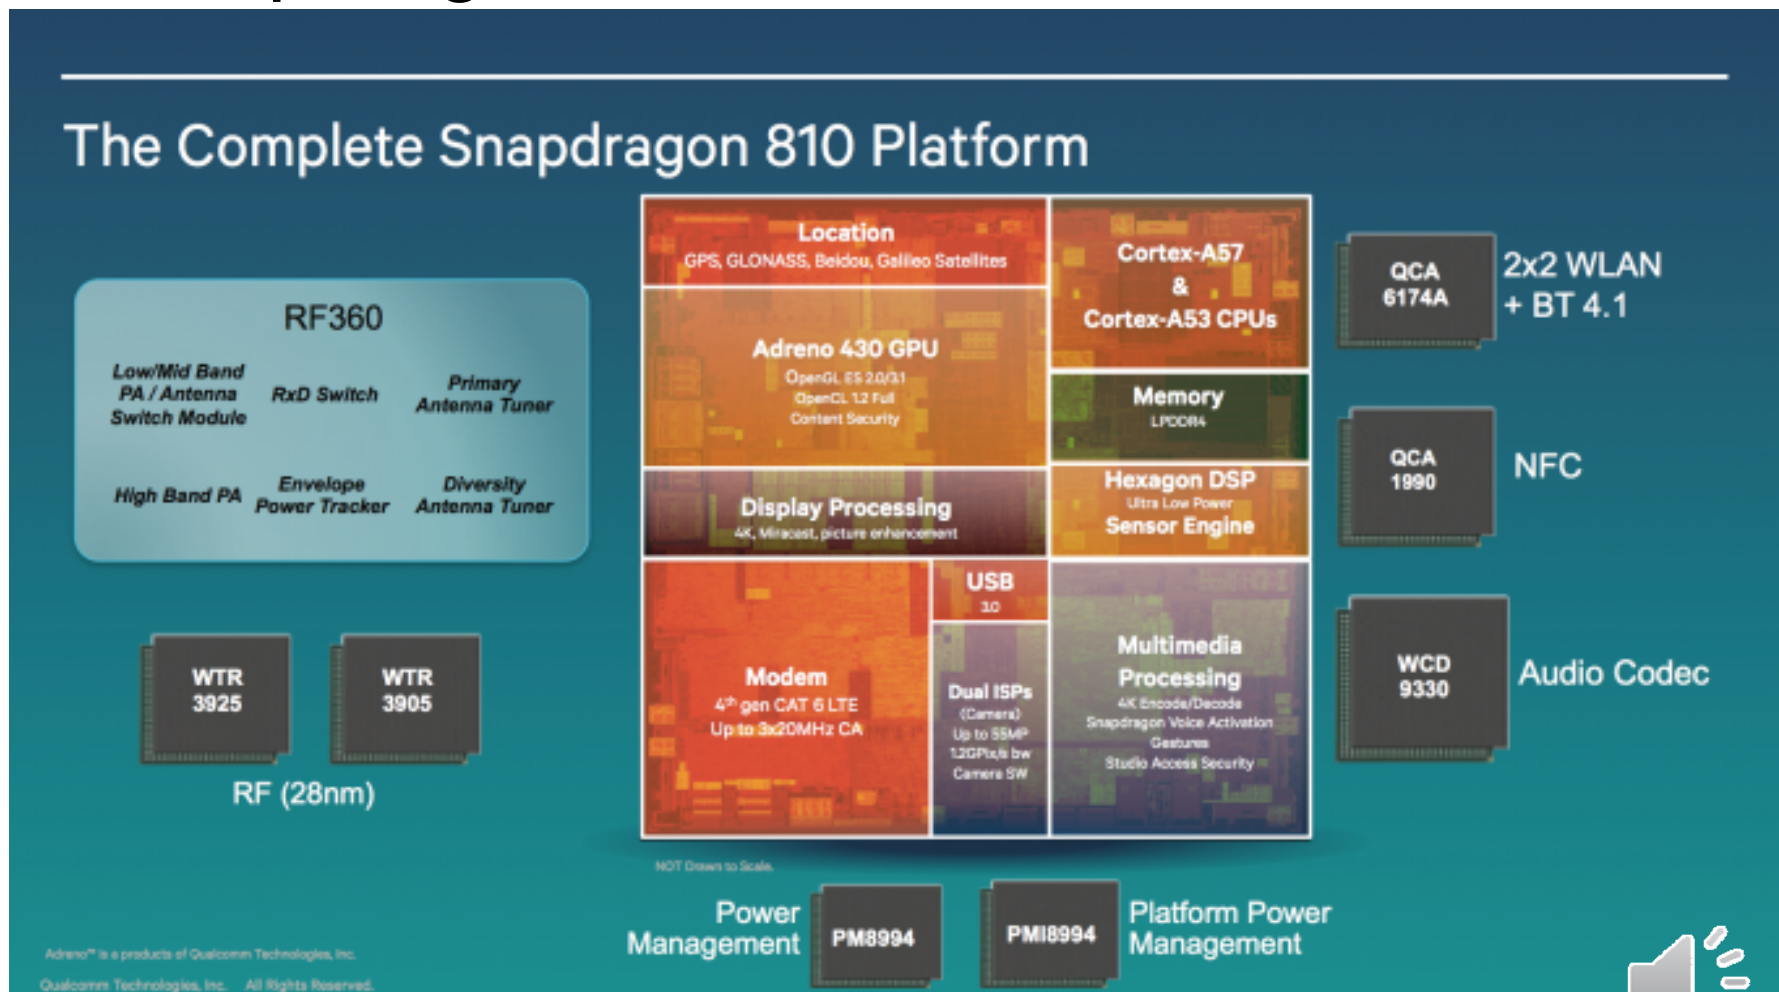 The Complete Snapdragon 810 Platform
RF360
Low/Mid Band
PA / Antenna
Switch Module
RxD Switch
Primary
Antenna Tuner
High Band PA
Envelope
Power Tracker
Diversity
Antenna Tuner
WTR
3925
WTR
3905
RF (28nm)
Location
GPS, GLONASS, Beidou, Galileo Satellites
Adreno 430 GPU
OpenGL ES 2.0/3.1
OpenCL 1.2 Full
Content Security
Display Processing
4K, Miracast, picture enhancement
Modem
4th gen CAT 6 LTE
Up to 3x20MHz CA
USB
3.0
Dual ISPs
(Camera)
Up to 55MP
1.2GPix/s bw
Camera SW
Cortex-A57
&
Cortex-A53 CPUs
Memory
LPDDR4
Hexagon DSP
Ultra Low Power
Sensor Engine
Multimedia
Processing
4K Encode/Decode
Snapdragon Voice Activation
Gestures
Studio Access Security
QCA
6174A
2x2 WLAN
+ BT 4.1
QCA
1990
NFC
WCD
9330
Audio Codec
NOT Drawn to Scale.
Power
Management
PM8994
PMI8994
Platform Power
Management
Adreno™ is a products of Qualcomm Technologies, Inc.
Qualcomm Technologies, Inc. All Rights Reserved.